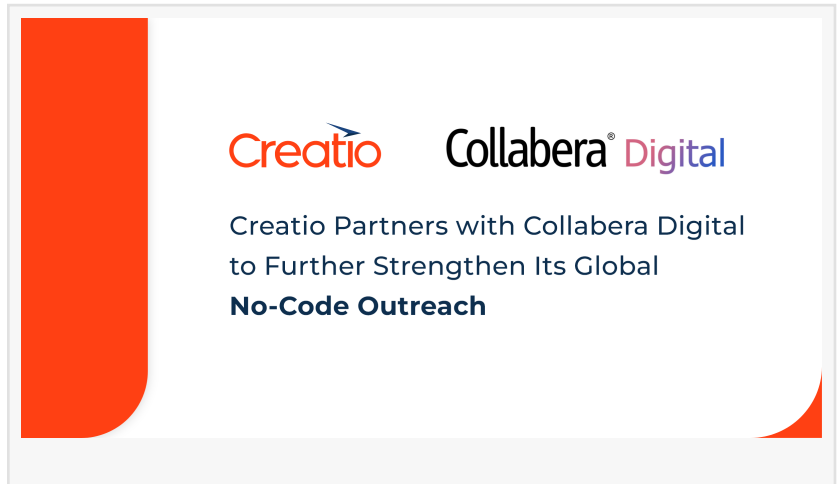 Creatio
Collabera® Digital
Creatio Partners with Collabera Digital
to Further Strengthen Its Global
No-Code Outreach